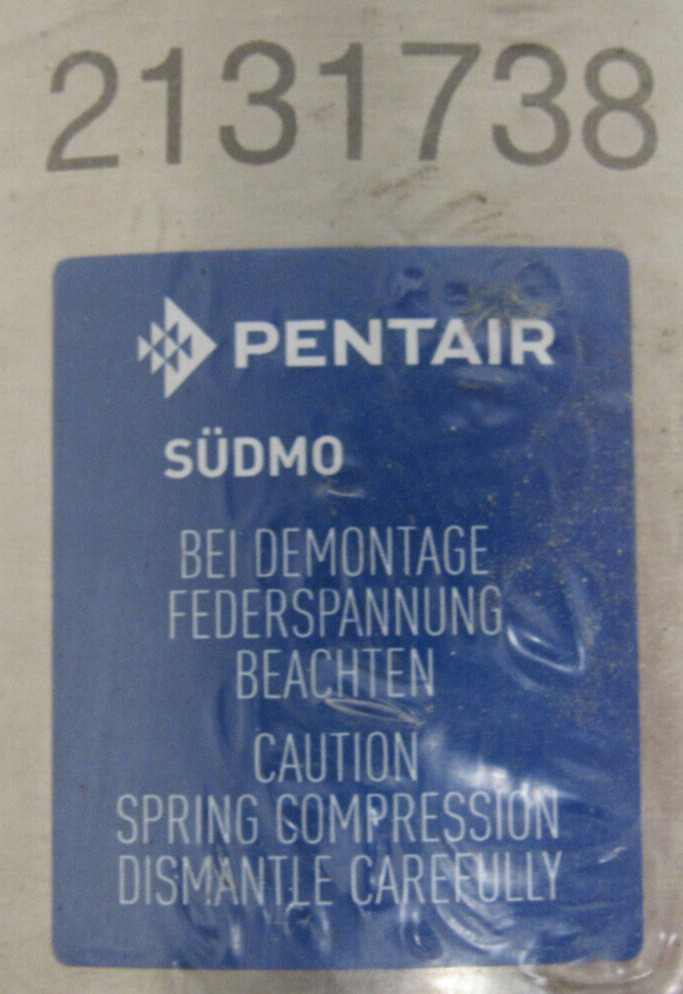 2131738
PENTAIR
SÜDMO
BEI DEMONTAGE
FEDERSPANNUNG
BEACHTEN
CAUTION
SPRING COMPRESSION
DISMANTLE CAREFULLY